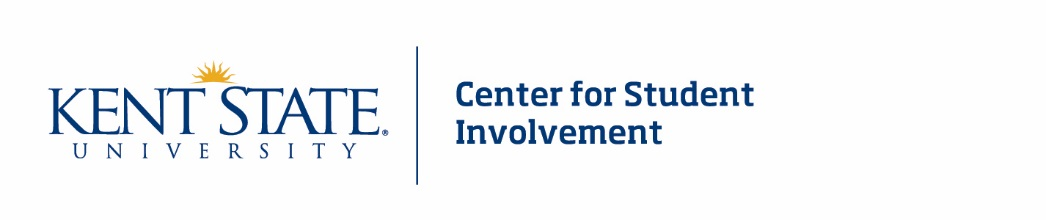 KENT STATE®
UNIVERSITY
Center for Student
Involvement